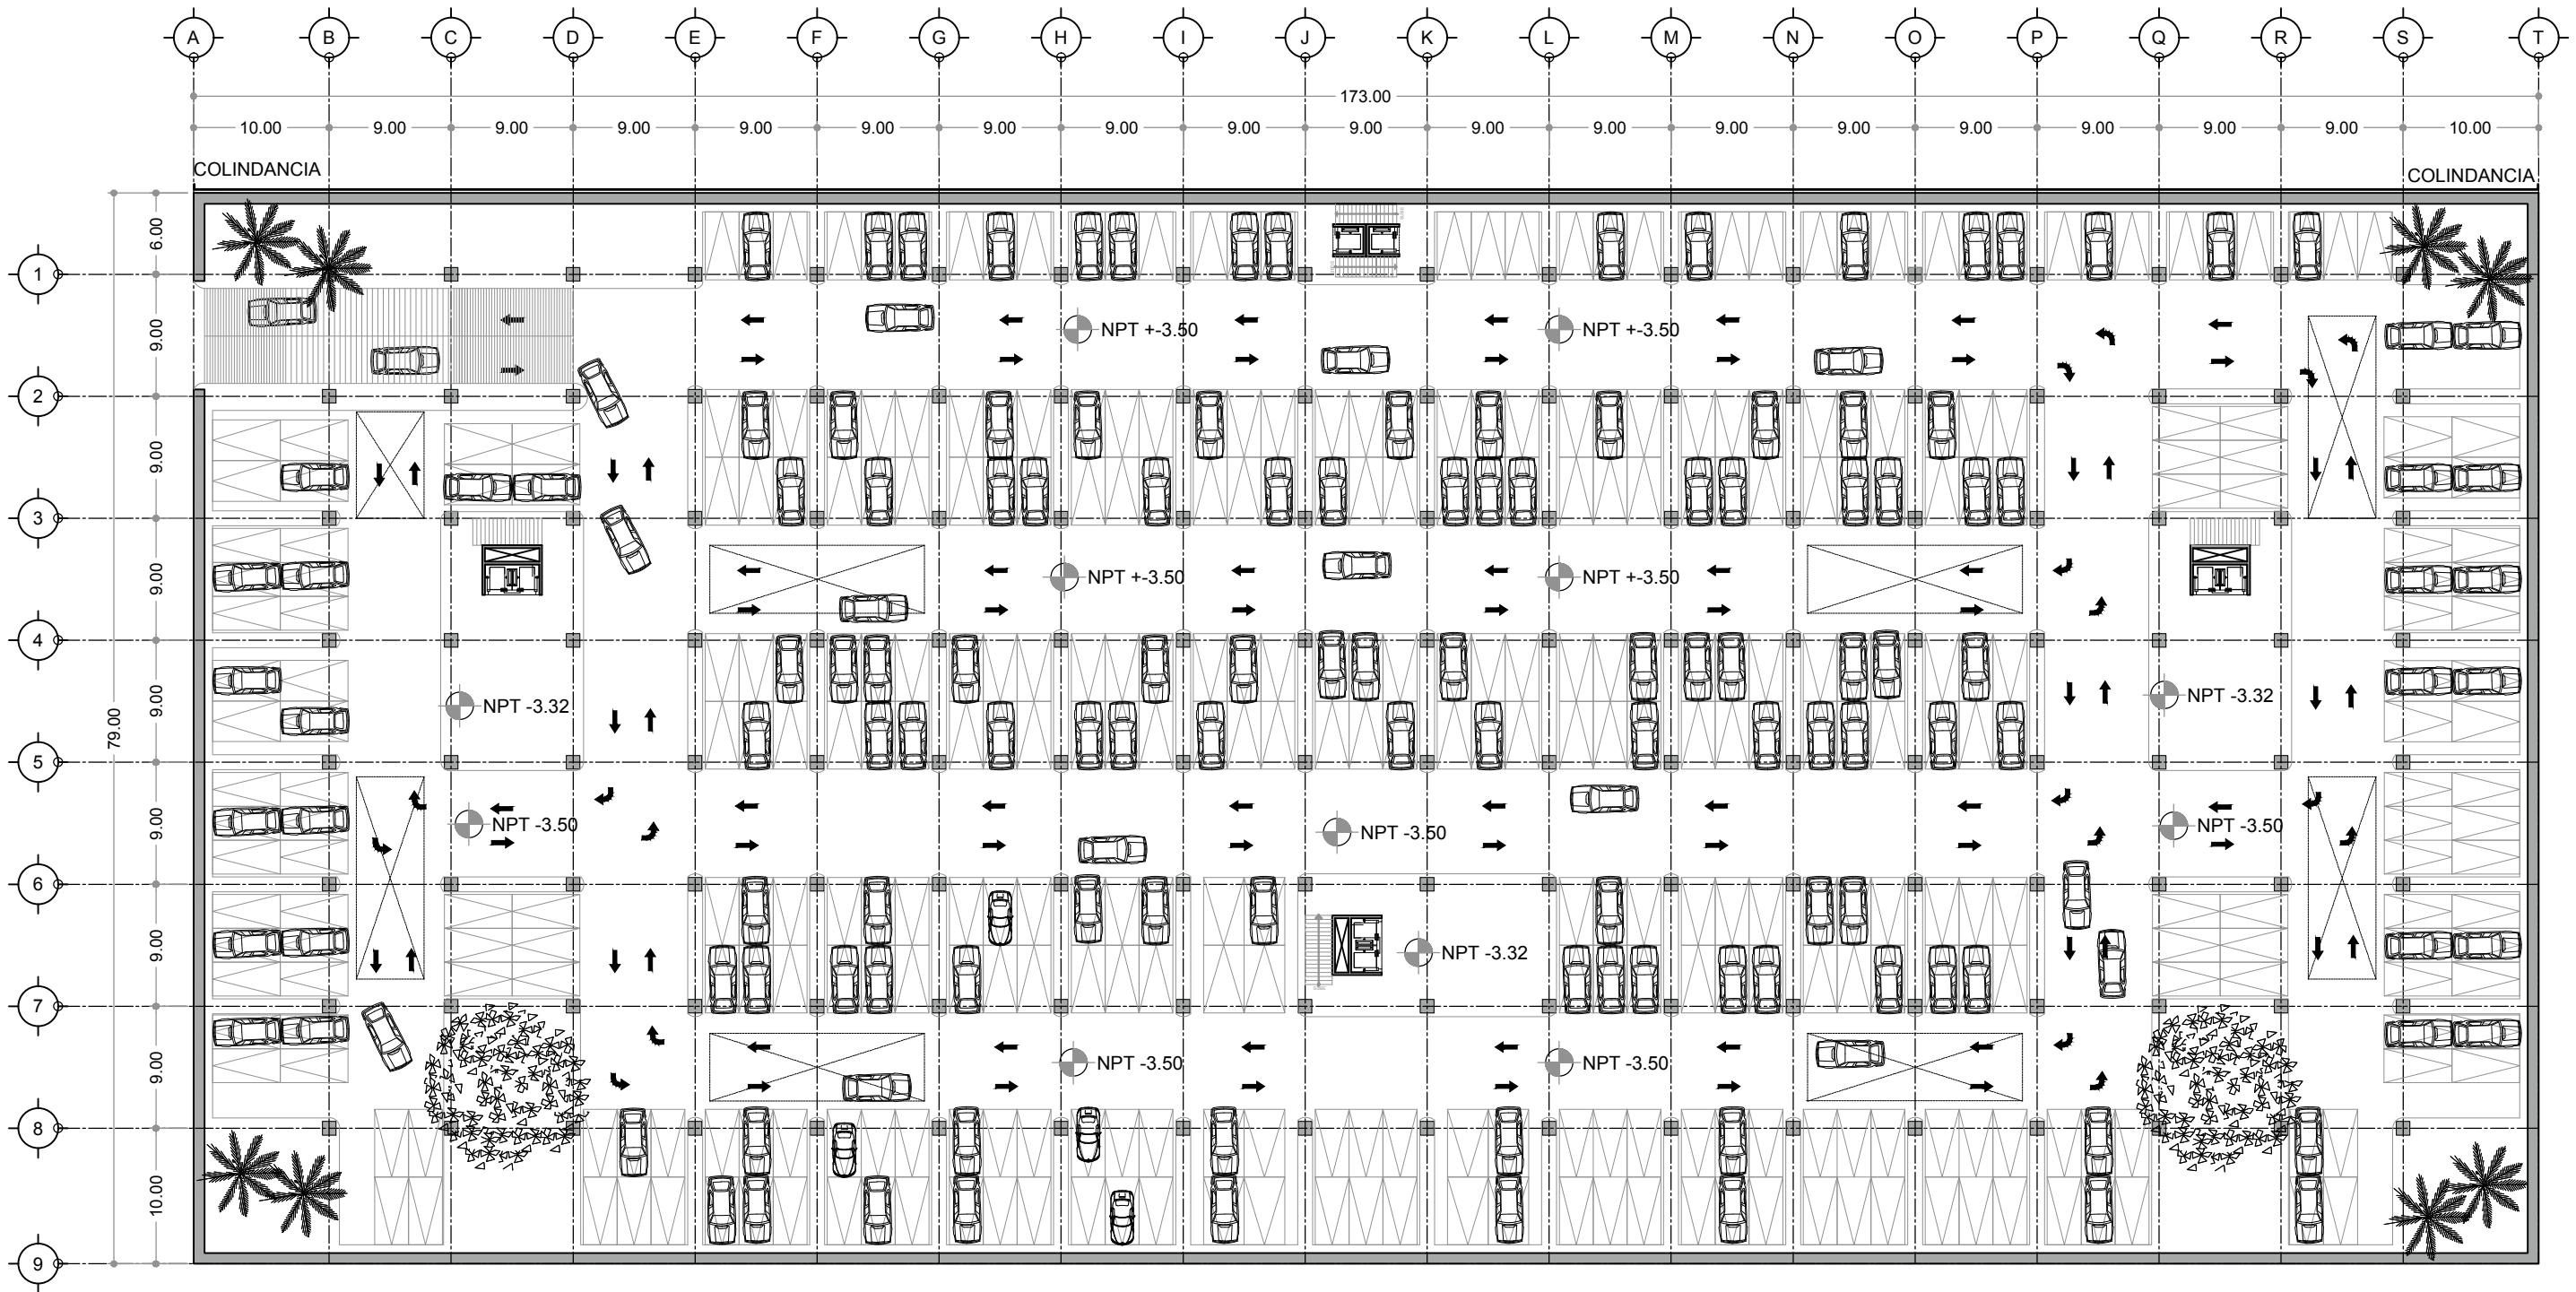 A B C D E F G H I J K L M N O P Q R S T
173.00
10.00 9.00 9.00 9.00 9.00 9.00 9.00 9.00 9.00 9.00 9.00 9.00 9.00 9.00 9.00 9.00 9.00 9.00 10.00
COLINDANCIA COLINDANCIA
6.00
1
9.00 NPT +-3.50 NPT +-3.50
2
9.00
3
9.00 NPT +-3.50 NPT +-3.50
4
79.00 9.00 NPT -3.32 NPT -3.32
5
9.00 NPT -3.50 NPT -3.50 NPT -3.50
6
9.00 NPT -3.32
7
9.00 NPT -3.50 NPT -3.50
8
10.00
9